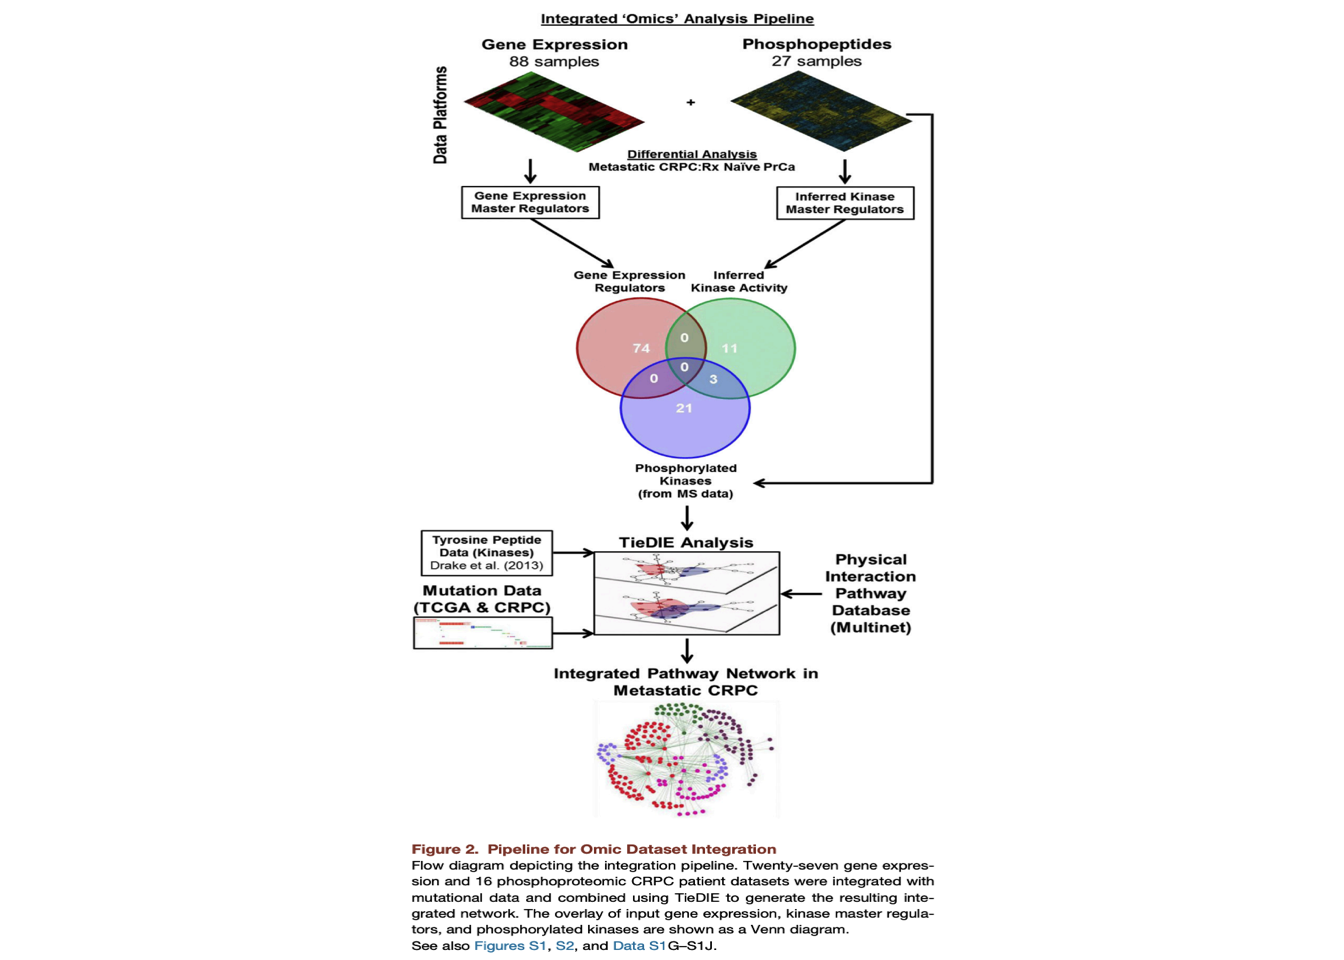 Integrated ‘Omics’ Analysis Pipeline
Gene Expression
88 samples
Phosphopeptides
27 samples
Data Platforms
+
Differential Analysis
Metastatic CRPC:Rx Naïve PrCa
Gene Expression
Master Regulators
Inferred Kinase
Master Regulators
Gene Expression
Regulators
Inferred
Kinase Activity
74
0
11
0
0
3
21
Phosphorylated
Kinases
(from MS data)
Tyrosine Peptide
Data (Kinases)
Drake et al. (2013)
Mutation Data
(TCGA & CRPC)
TieDIE Analysis
Physical
Interaction
Pathway
Database
(Multinet)
Integrated Pathway Network in
Metastatic CRPC
Figure 2. Pipeline for Omic Dataset Integration
Flow diagram depicting the integration pipeline. Twenty-seven gene expres-
sion and 16 phosphoproteomic CRPC patient datasets were integrated with
mutational data and combined using TieDIE to generate the resulting inte-
grated network. The overlay of input gene expression, kinase master regula-
tors, and phosphorylated kinases are shown as a Venn diagram.
See also Figures S1, S2, and Data S1G–S1J.